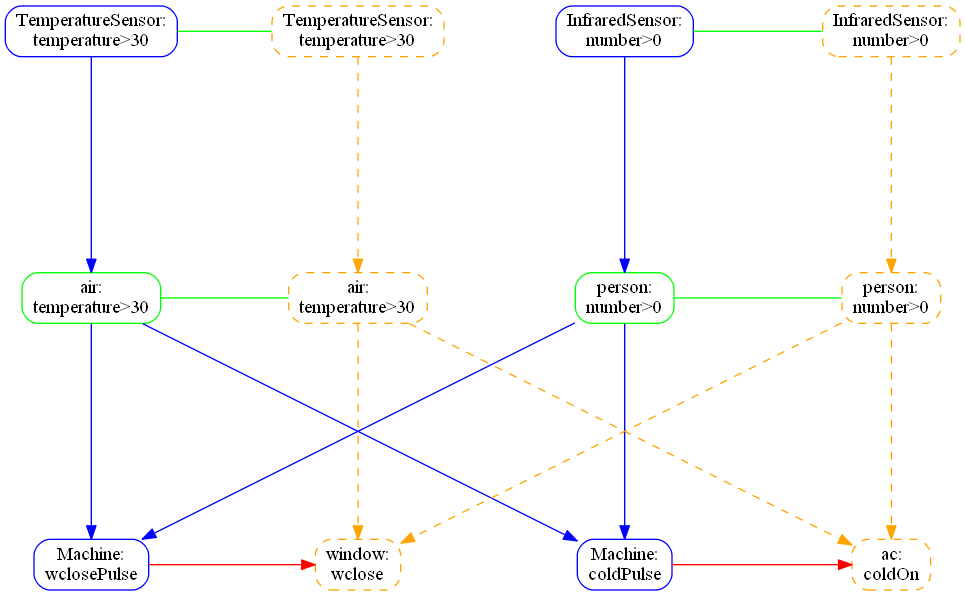 TemperatureSensor:
temperature>30
TemperatureSensor:
temperature>30
InfraredSensor:
number>0
InfraredSensor:
number>0
air:
temperature>30
air:
temperature>30
person:
number>0
person:
number>0
Machine:
wclosePulse
window:
wclose
Machine:
coldPulse
ac:
coldOn